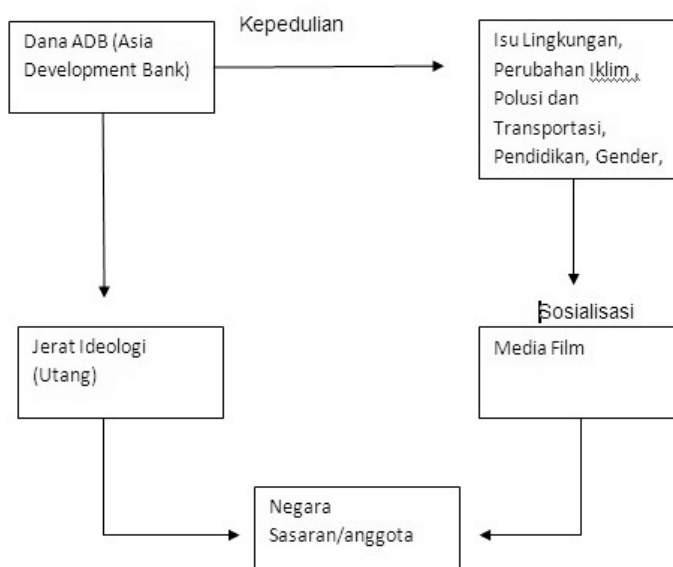 Kepedulian
Dana ADB (Asia
Development Bank)
Isu Lingkungan,
Perubahan Iklim ,
Polusi dan
Transportasi,
Pendidikan, Gender,
Sosialisasi
Jerat Ideologi
(Utang)
Media Film
Negara
Sasaran/anggota